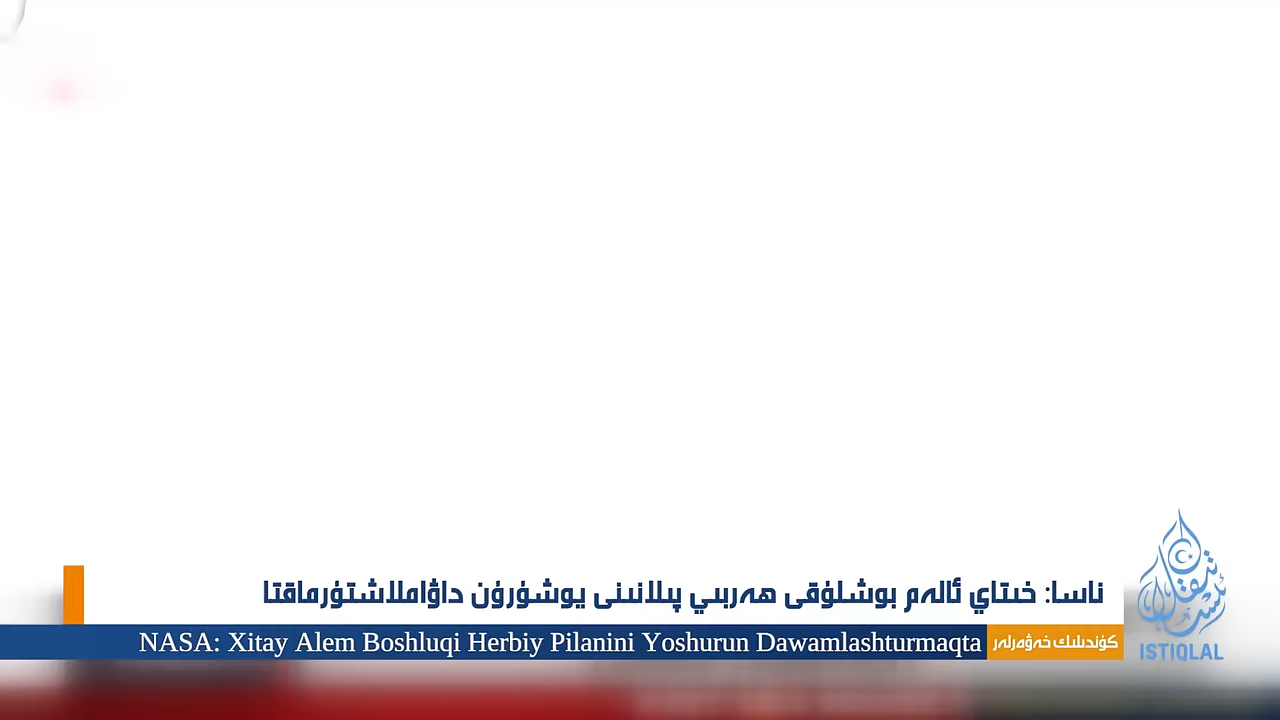 ناسا: خىتاي ئالەم بوشلۇقى ھەربىي پىلانىنى يوشۇرۇن داۋاملاشتۇرماقتا
NASA: Xitay Alem Boshluqi Herbiy Pilanini Yoshurun Dawamlashturmaqta
كۈندىلىك خەۋەرلەر
ئىستىقلال
ISTIQLAL